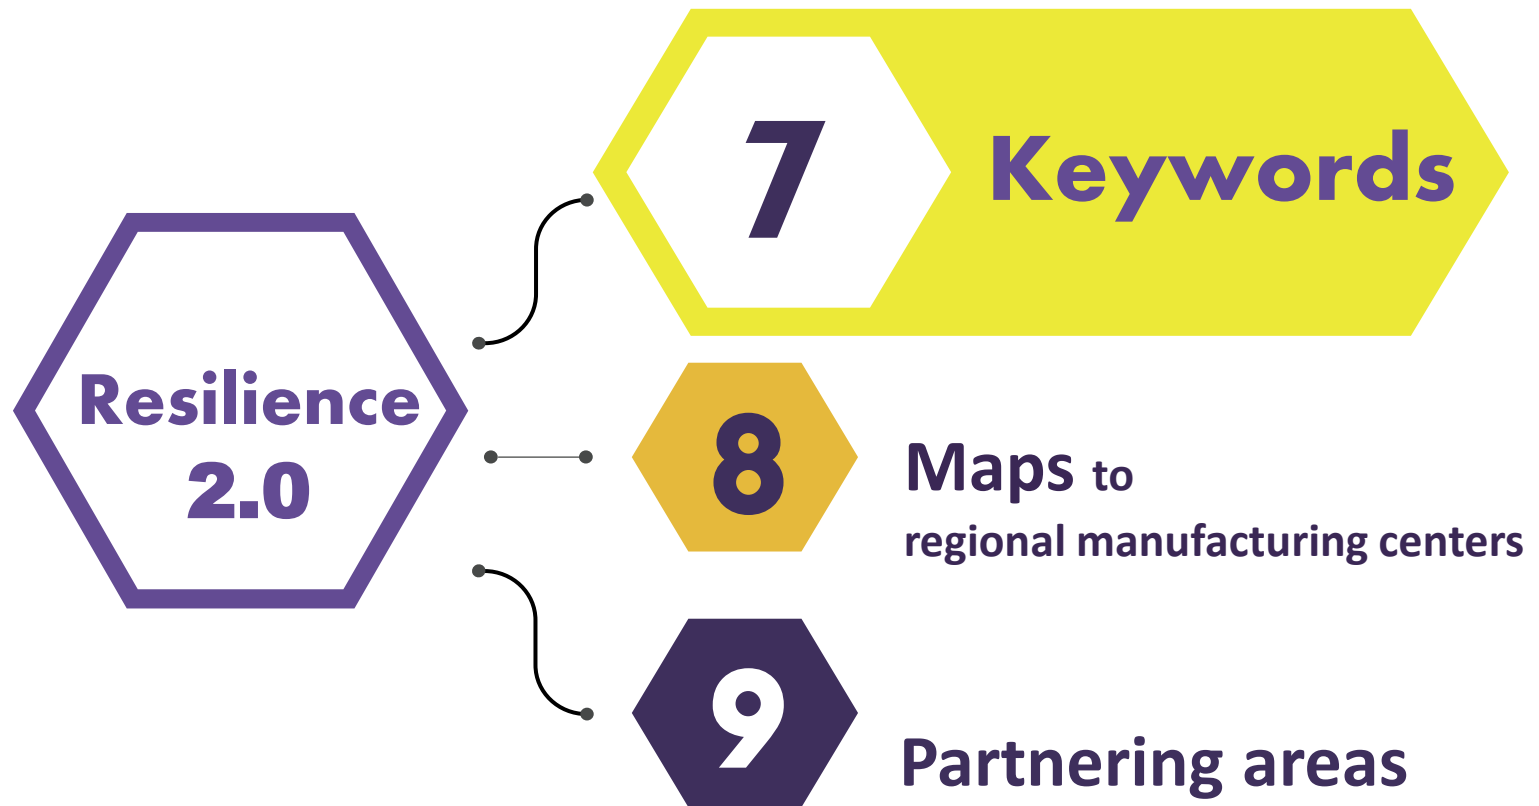 Resilience
2.0
7
Keywords
8
Maps to
regional manufacturing centers
9
Partnering areas